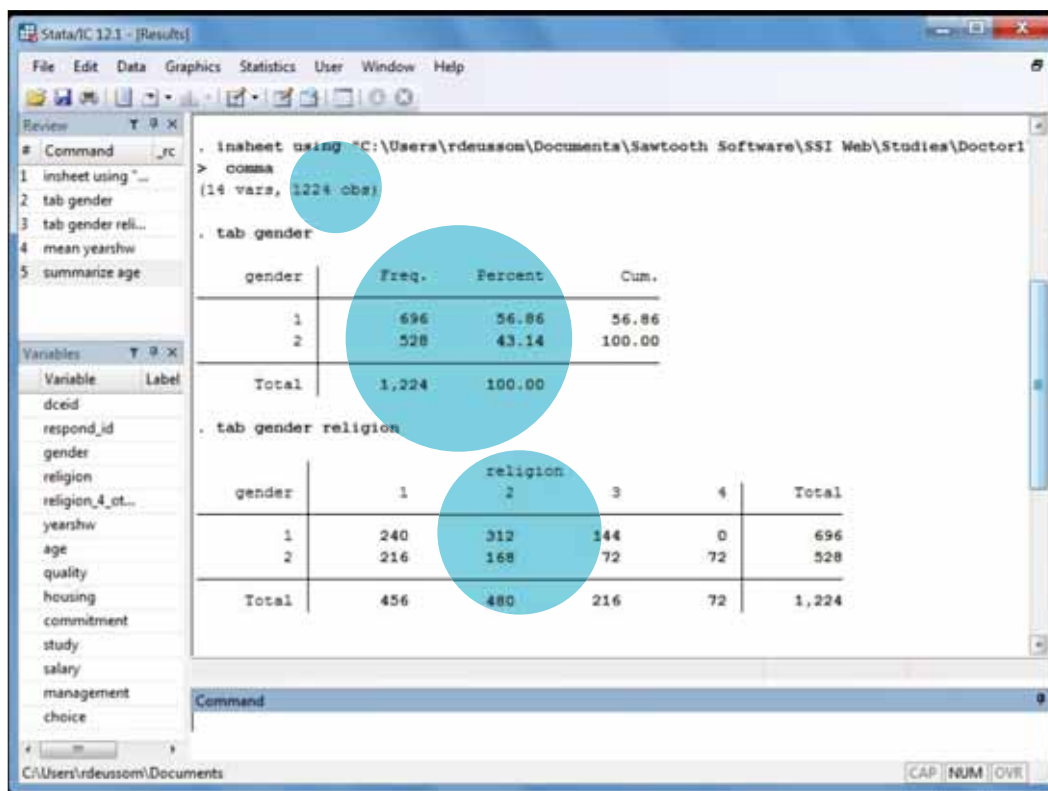 Stata/IC 12.1 - [Results]
File Edit Data Graphics Statistics User Window Help
Review
# Command _rc
1 insheet using "...
2 tab gender
3 tab gender reli...
4 mean yearshw
5 summarize age
Variables
Variable Label
dceid
respond_id
gender
religion
religion_4_ot...
yearshw
age
quality
housing
commitment
study
salary
management
choice
. insheet using "C:\Users\rdeussom\Documents\Sawtooth Software\SSI Web\Studies\Doctor1
> comma
(14 vars, 1224 obs)
. tab gender
gender Freq. Percent Cum.
1 696 56.86 56.86
2 528 43.14 100.00
Total 1,224 100.00
. tab gender religion
religion
gender 1 2 3 4 Total
1 240 312 144 0 696
2 216 168 72 72 528
Total 456 480 216 72 1,224
Command
C:\Users\rdeussom\Documents
CAP NUM OVR